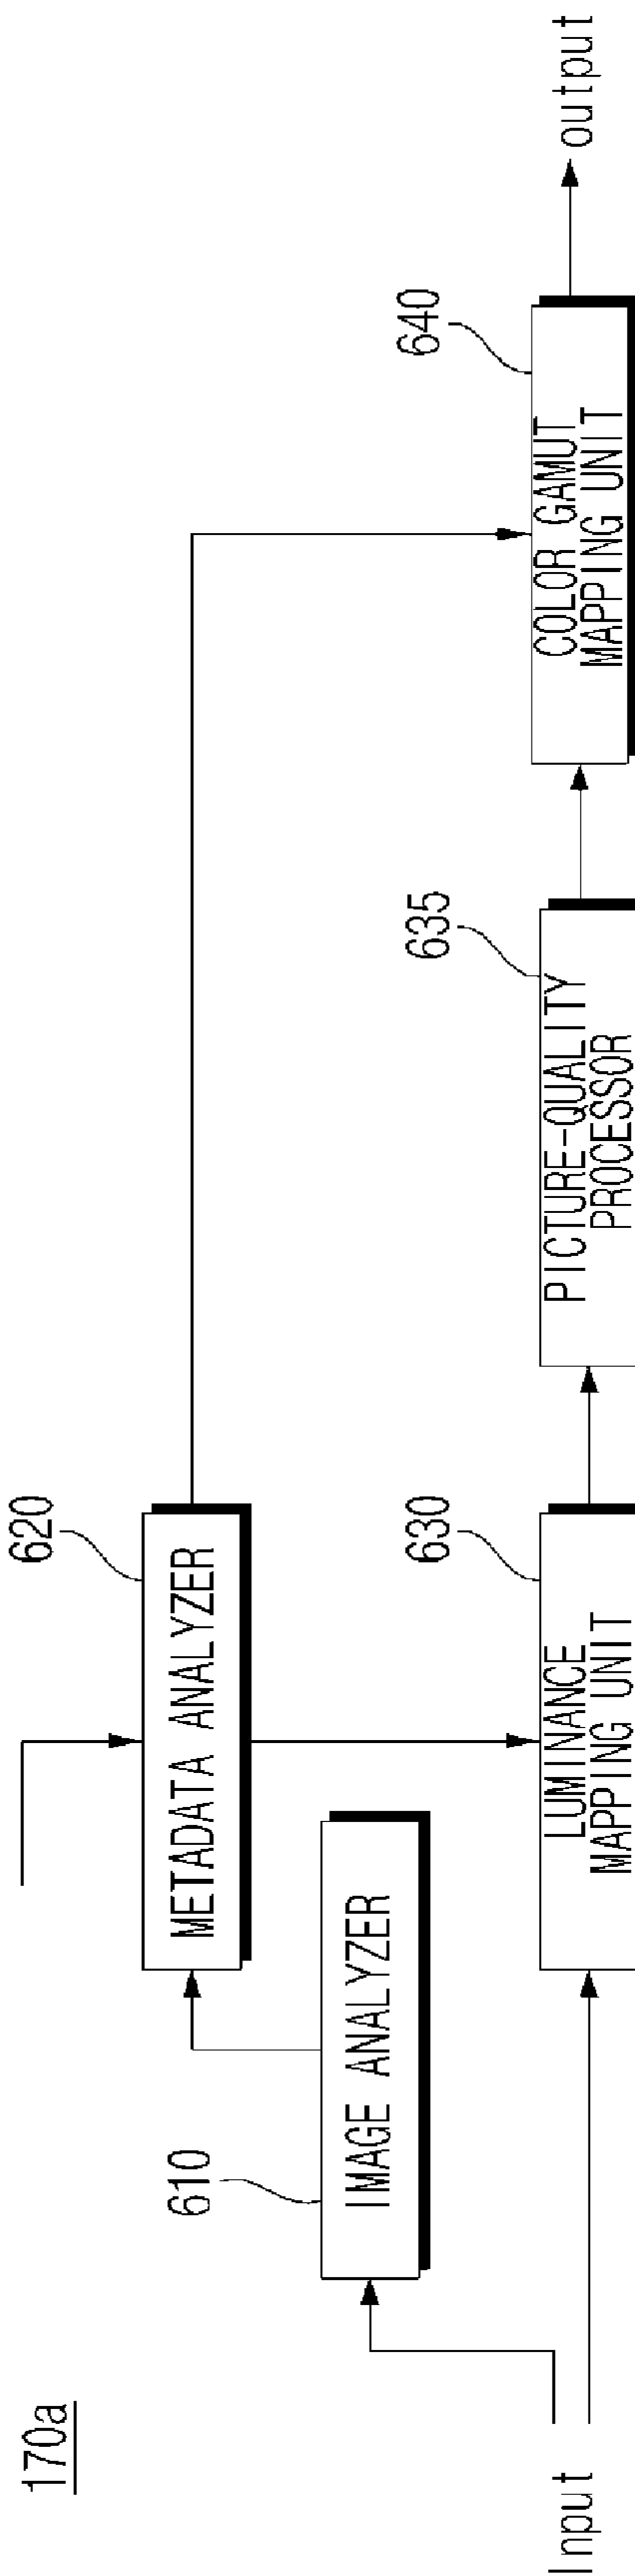 170a
620
METADATA ANALYZER
610
IMAGE ANALYZER
630
635
640
Input
LUMINANCE
MAPPING UNIT
PICTURE-QUALITY
PROCESSOR
COLOR GAMUT
MAPPING UNIT
output